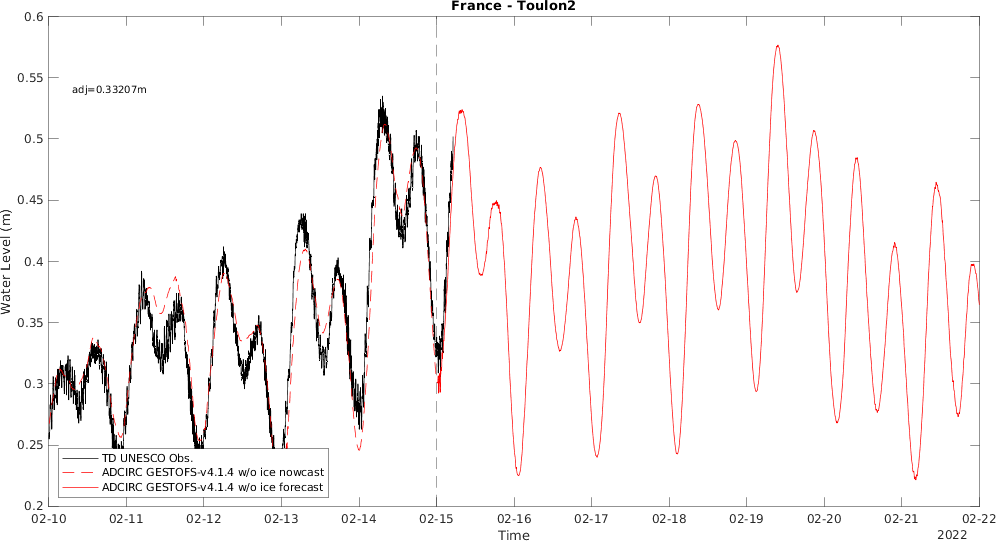 France - Toulon2
0.6
0.55
0.5
0.45
0.4
0.35
0.3
0.25
0.2
Water Level (m)
adj=0.33207m
TD UNESCO Obs.
ADCIRC GESTOFS-v4.1.4 w/o ice nowcast
ADCIRC GESTOFS-v4.1.4 w/o ice forecast
02-10 02-11 02-12 02-13 02-14 02-15 02-16 02-17 02-18 02-19 02-20 02-21 02-22
Time
2022